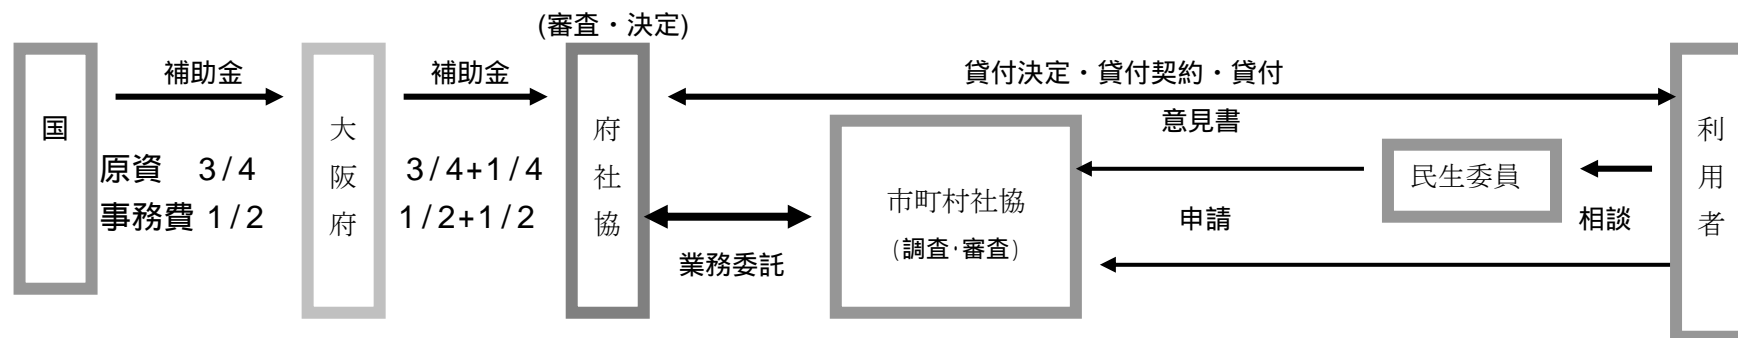 (審査・決定)
補助金
補助金
貸付決定・貸付契約・貸付
国
大阪府
府社協
意見書
利用者
原資 3/4
3/4+1/4
民生委員
事務費 1/2
1/2+1/2
市町村社協
(調査・審査)
申請
相談
業務委託